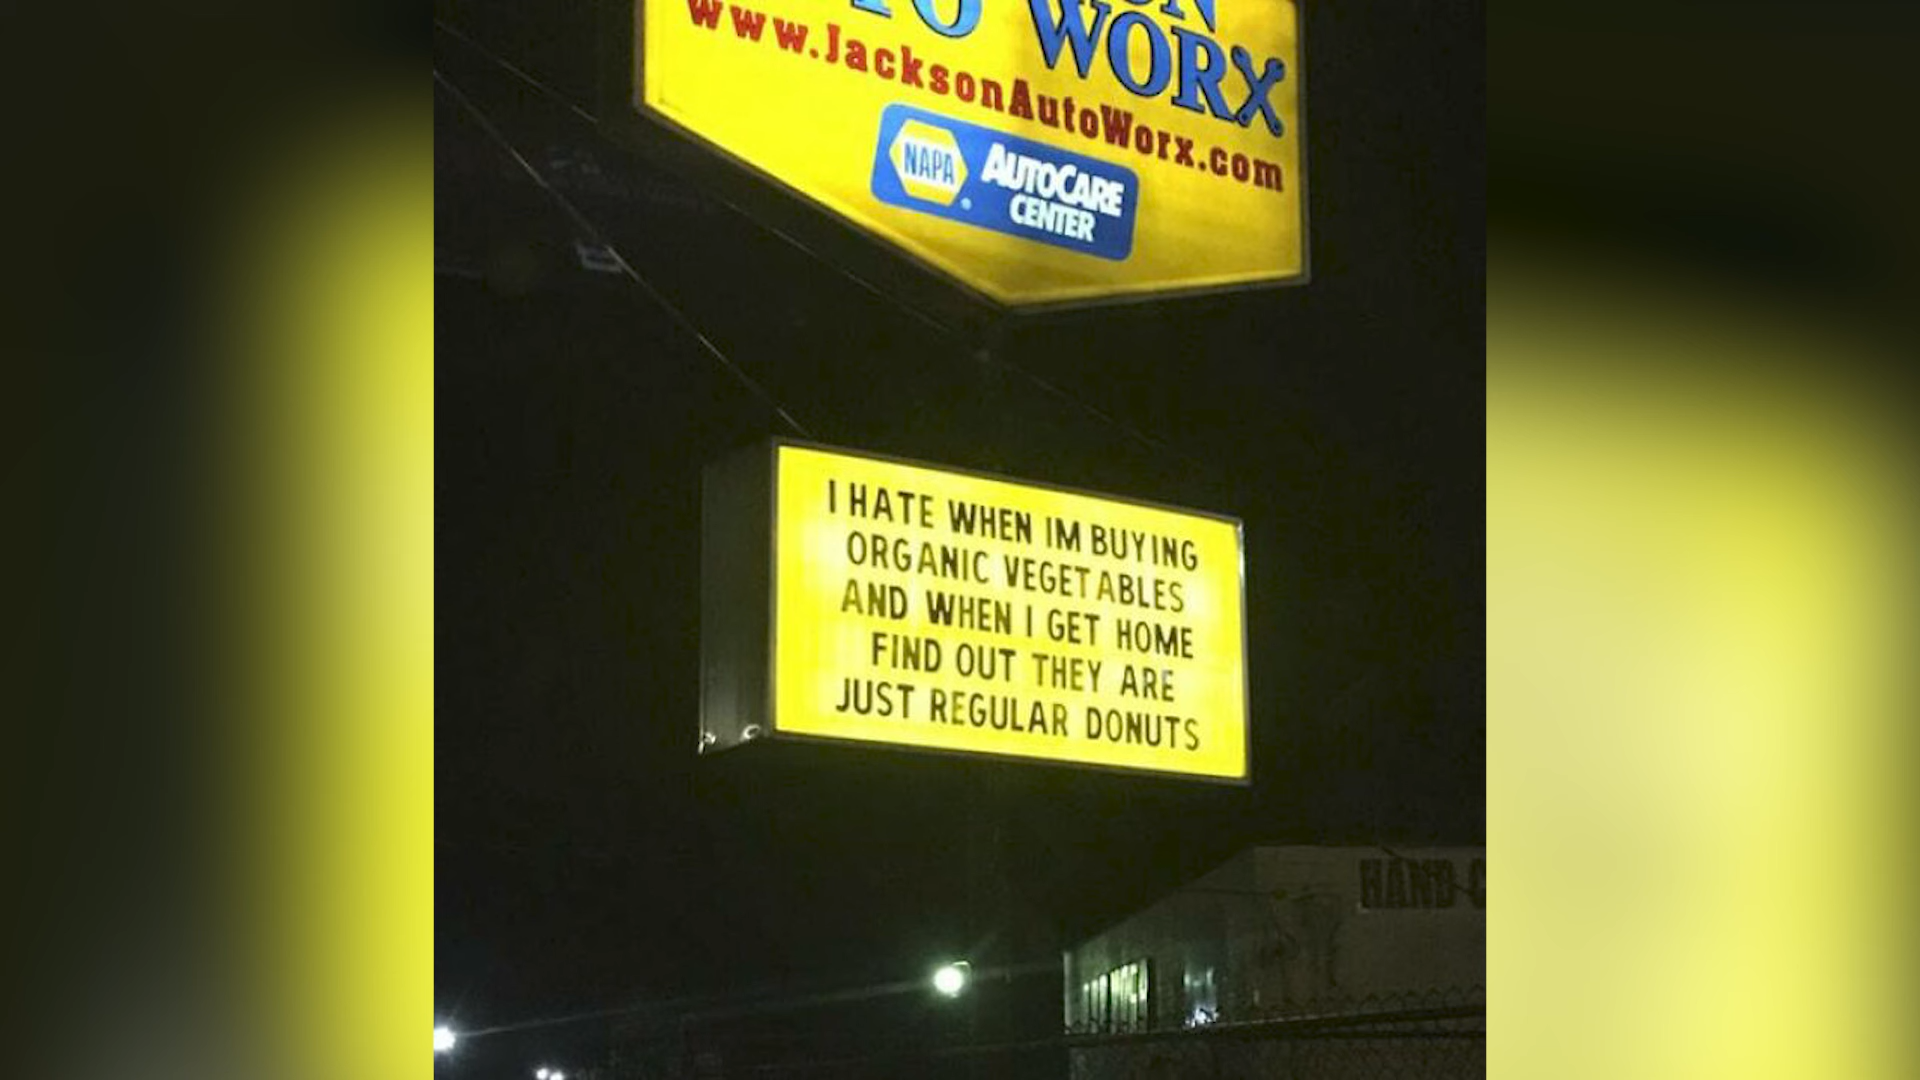 WORX
www.JacksonAutoWorx.com
NAPA
AUTOCARE
CENTER
I HATE WHEN IM BUYING
ORGANIC VEGETABLES
AND WHEN I GET HOME
FIND OUT THEY ARE
JUST REGULAR DONUTS
HAND